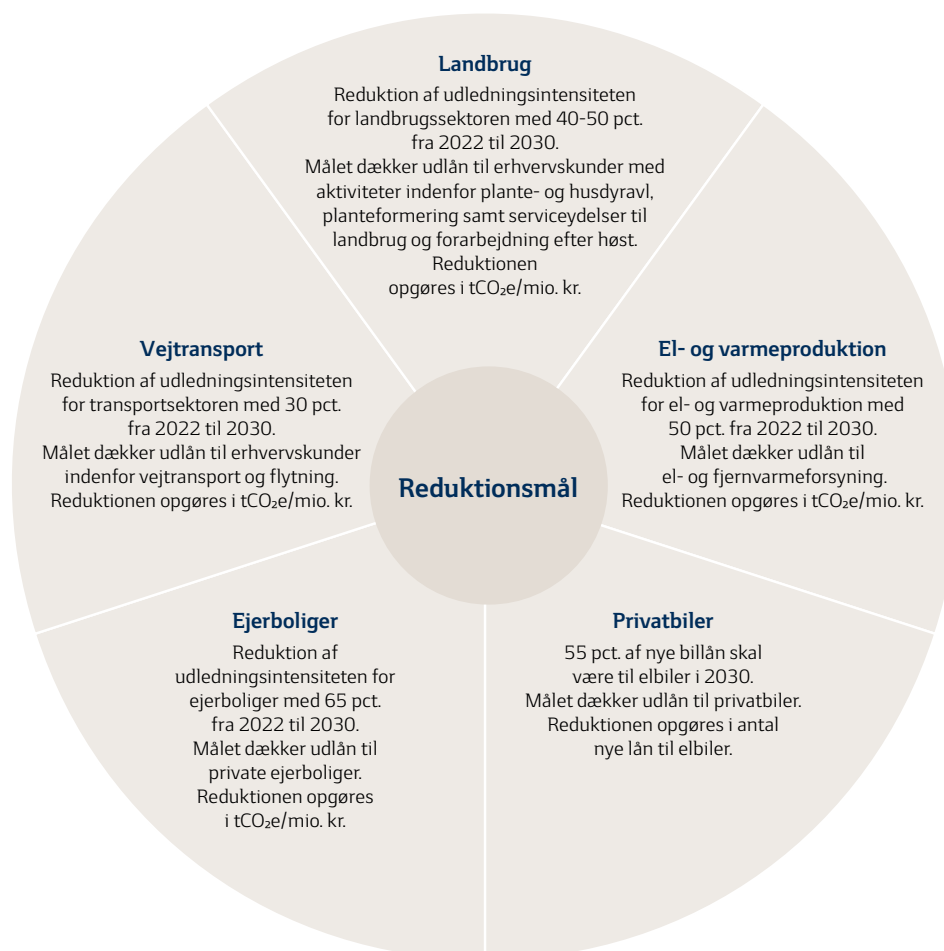 Landbrug
Reduktion af udledningsintensiteten
for landbrugssektoren med 40-50 pct.
fra 2022 til 2030.
Målet dækker udlån til erhvervskunder med
aktiviteter indenfor plante- og husdyravl,
planteformering samt serviceydelser til
landbrug og forarbejdning efter høst.
Reduktionen
opgøres i tCO₂e/mio. kr.
Vejtransport
Reduktion af udledningsintensiteten
for transportsektoren med 30 pct.
fra 2022 til 2030.
Målet dækker udlån til erhvervskunder
indenfor vejtransport og flytning.
Reduktionen opgøres i tCO₂e/mio. kr.
El- og varmeproduktion
Reduktion af udledningsintensiteten
for el- og varmeproduktion med
50 pct. fra 2022 til 2030.
Målet dækker udlån til
el- og fjernvarmeforsyning.
Reduktionen opgøres i tCO₂e/mio. kr.
Reduktionsmål
Ejerboliger
Reduktion af
udledningsintensiteten for
ejerboliger med 65 pct.
fra 2022 til 2030.
Målet dækker udlån til
private ejerboliger.
Reduktionen opgøres
i tCO₂e/mio. kr.
Privatbiler
55 pct. af nye billån skal
være til elbiler i 2030.
Målet dækker udlån til privatbiler.
Reduktionen opgøres i antal
nye lån til elbiler.